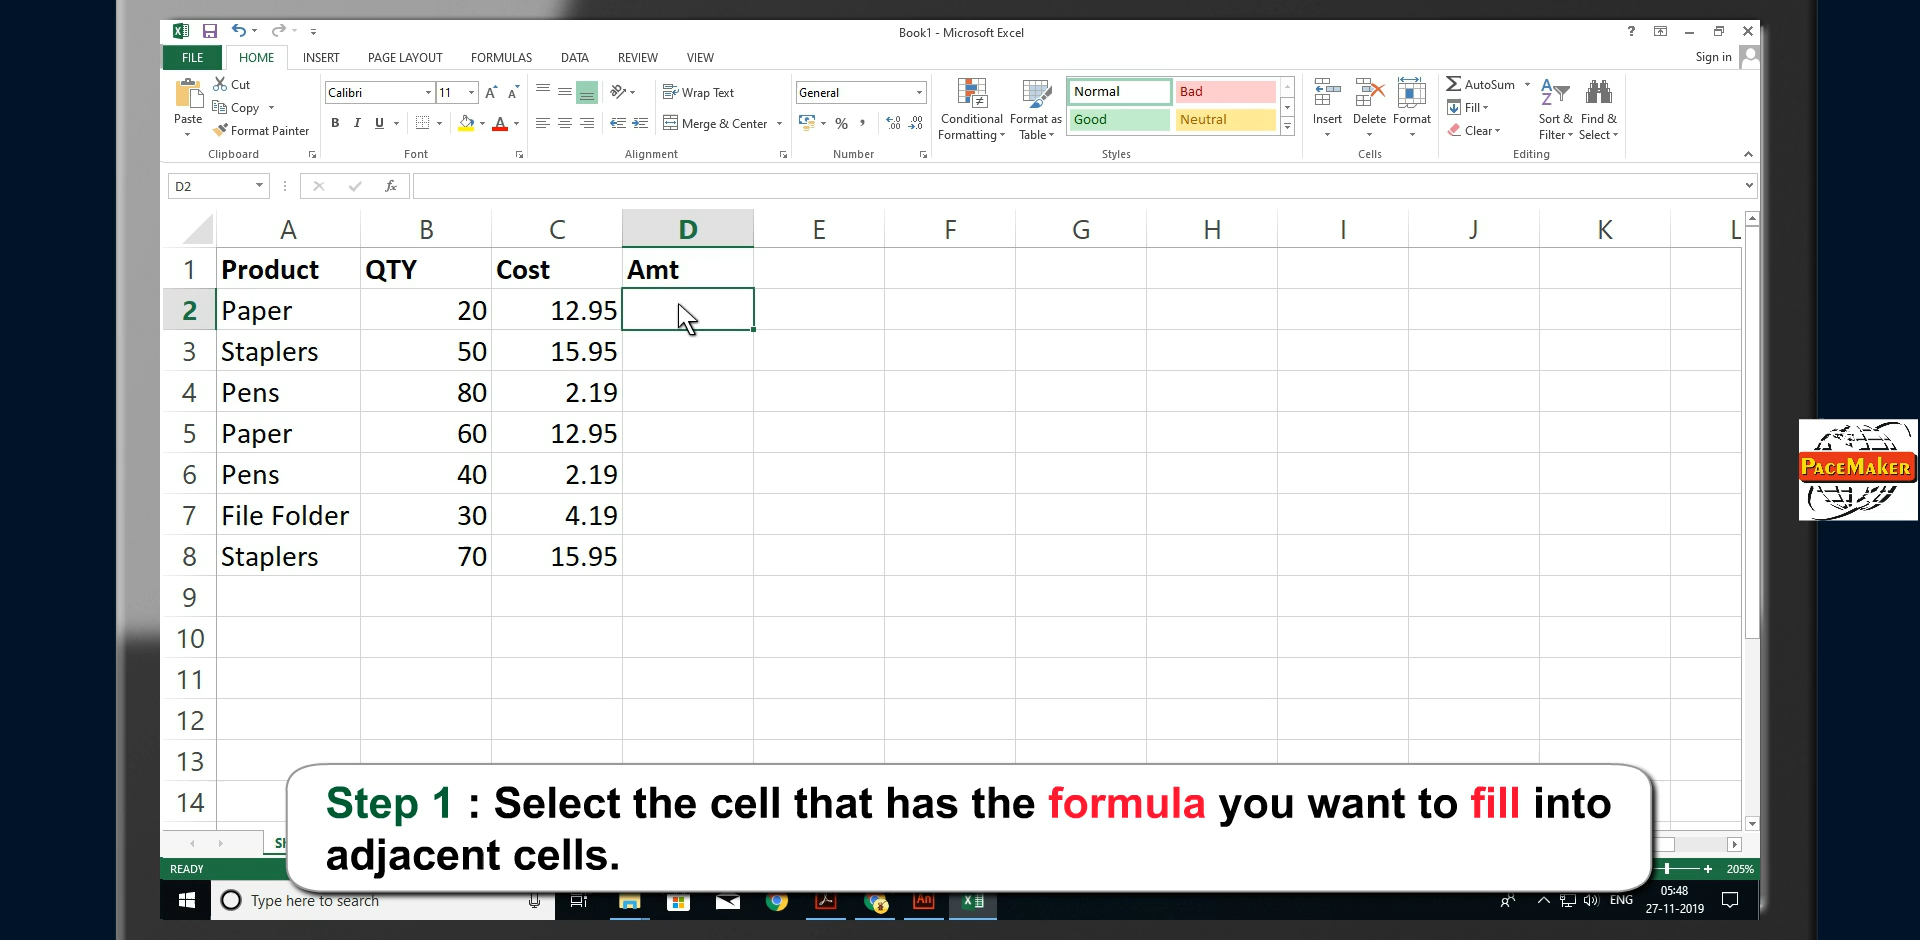 Book1 - Microsoft Excel
?
FILE HOME INSERT PAGE LAYOUT FORMULAS DATA REVIEW VIEW Sign in
Paste
Cut
Copy
Format Painter
Clipboard
Calibri 11
B I U
Font
Wrap Text
Merge & Center
Alignment
General
%
Number
Conditional Formatting
Format as Table
Normal Bad
Good Neutral
Styles
Insert Delete Format
Cells
AutoSum
Fill
Clear
Sort & Filter
Find & Select
Editing
D2 fx
A B C D E F G H I J K L
1 Product QTY Cost Amt
2 Paper 20 12.95
3 Staplers 50 15.95
4 Pens 80 2.19
5 Paper 60 12.95
6 Pens 40 2.19
7 File Folder 30 4.19
8 Staplers 70 15.95
9
10
11
12
13
14
PACEMAKER
Step 1 : Select the cell that has the formula you want to fill into
adjacent cells.
READY 205%
Type here to search
An
ENG
05:48
27-11-2019